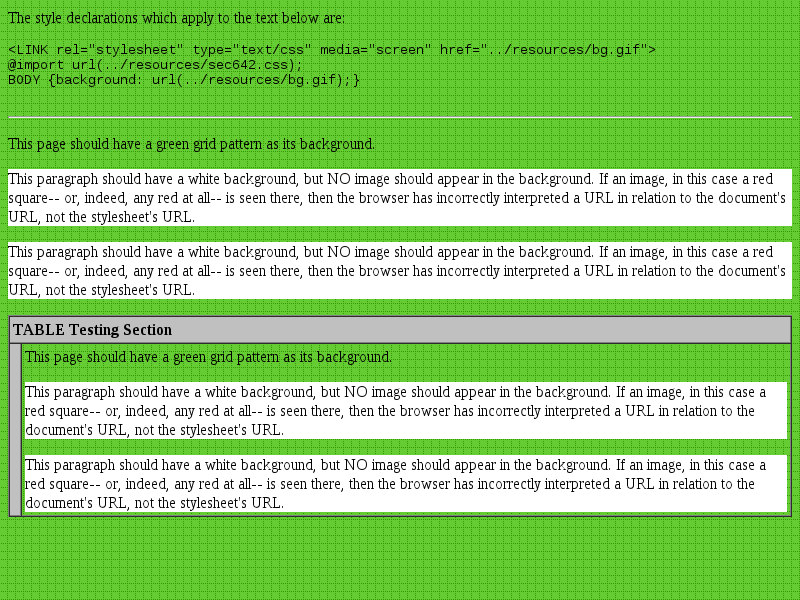 The style declarations which apply to the text below are:
<LINK rel="stylesheet" type="text/css" media="screen" href="../resources/bg.gif">
@import url(../resources/sec642.css);
BODY {background: url(../resources/bg.gif);}
This page should have a green grid pattern as its background.
This paragraph should have a white background, but NO image should appear in the background. If an image, in this case a red
square-- or, indeed, any red at all-- is seen there, then the browser has incorrectly interpreted a URL in relation to the document's
URL, not the stylesheet's URL.
This paragraph should have a white background, but NO image should appear in the background. If an image, in this case a red
square-- or, indeed, any red at all-- is seen there, then the browser has incorrectly interpreted a URL in relation to the document's
URL, not the stylesheet's URL.
TABLE Testing Section
This page should have a green grid pattern as its background.
This paragraph should have a white background, but NO image should appear in the background. If an image, in this case a
red square-- or, indeed, any red at all-- is seen there, then the browser has incorrectly interpreted a URL in relation to the
document's URL, not the stylesheet's URL.
This paragraph should have a white background, but NO image should appear in the background. If an image, in this case a
red square-- or, indeed, any red at all-- is seen there, then the browser has incorrectly interpreted a URL in relation to the
document's URL, not the stylesheet's URL.